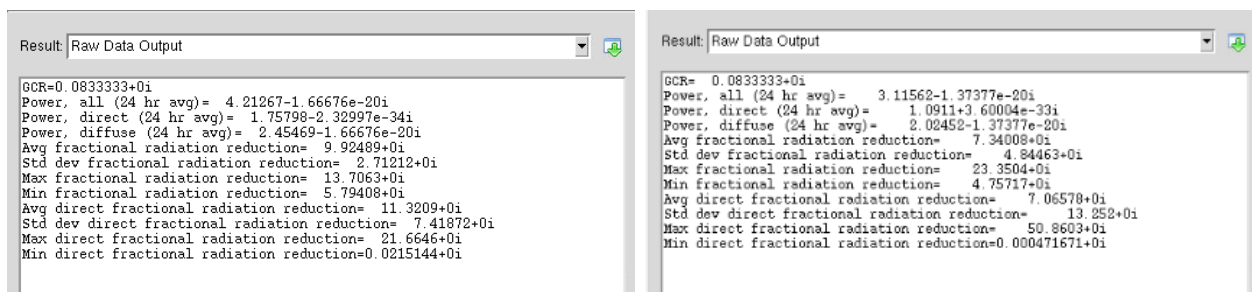 Result: Raw Data Output
GCR=0.0833333+0i
Power, all (24 hr avg)=  4.21267-1.66676e-20i
Power, direct (24 hr avg)=  1.75798-2.32997e-34i
Power, diffuse (24 hr avg)=  2.45469-1.66676e-20i
Avg fractional radiation reduction=  9.92489+0i
Std dev fractional radiation reduction=  2.71212+0i
Max fractional radiation reduction=  13.7063+0i
Min fractional radiation reduction=  5.79408+0i
Avg direct fractional radiation reduction=  11.3209+0i
Std dev direct fractional radiation reduction=  7.41872+0i
Max direct fractional radiation reduction=  21.6646+0i
Min direct fractional radiation reduction=0.0215144+0i
Result: Raw Data Output
GCR=  0.0833333+0i
Power, all (24 hr avg)=    3.11562-1.37377e-20i
Power, direct (24 hr avg)=    1.0911+3.60004e-33i
Power, diffuse (24 hr avg)=    2.02452-1.37377e-20i
Avg fractional radiation reduction=    7.34008+0i
Std dev fractional radiation reduction=    4.84463+0i
Max fractional radiation reduction=    23.3504+0i
Min fractional radiation reduction=    4.75717+0i
Avg direct fractional radiation reduction=    7.06578+0i
Std dev direct fractional radiation reduction=    13.252+0i
Max direct fractional radiation reduction=    50.8603+0i
Min direct fractional radiation reduction=0.000471671+0i